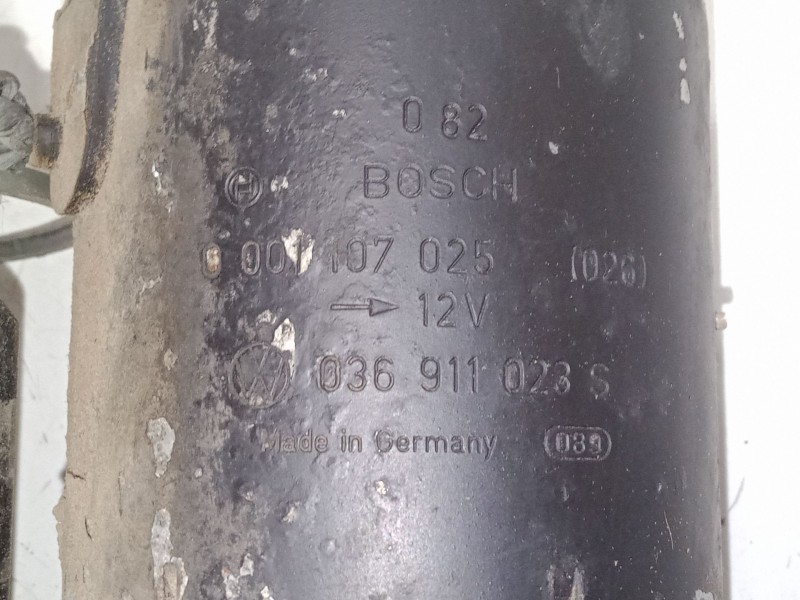 0 82
BOSCH
0 001 107 025 (026)
12V
036 911 023 S
Made in Germany 089